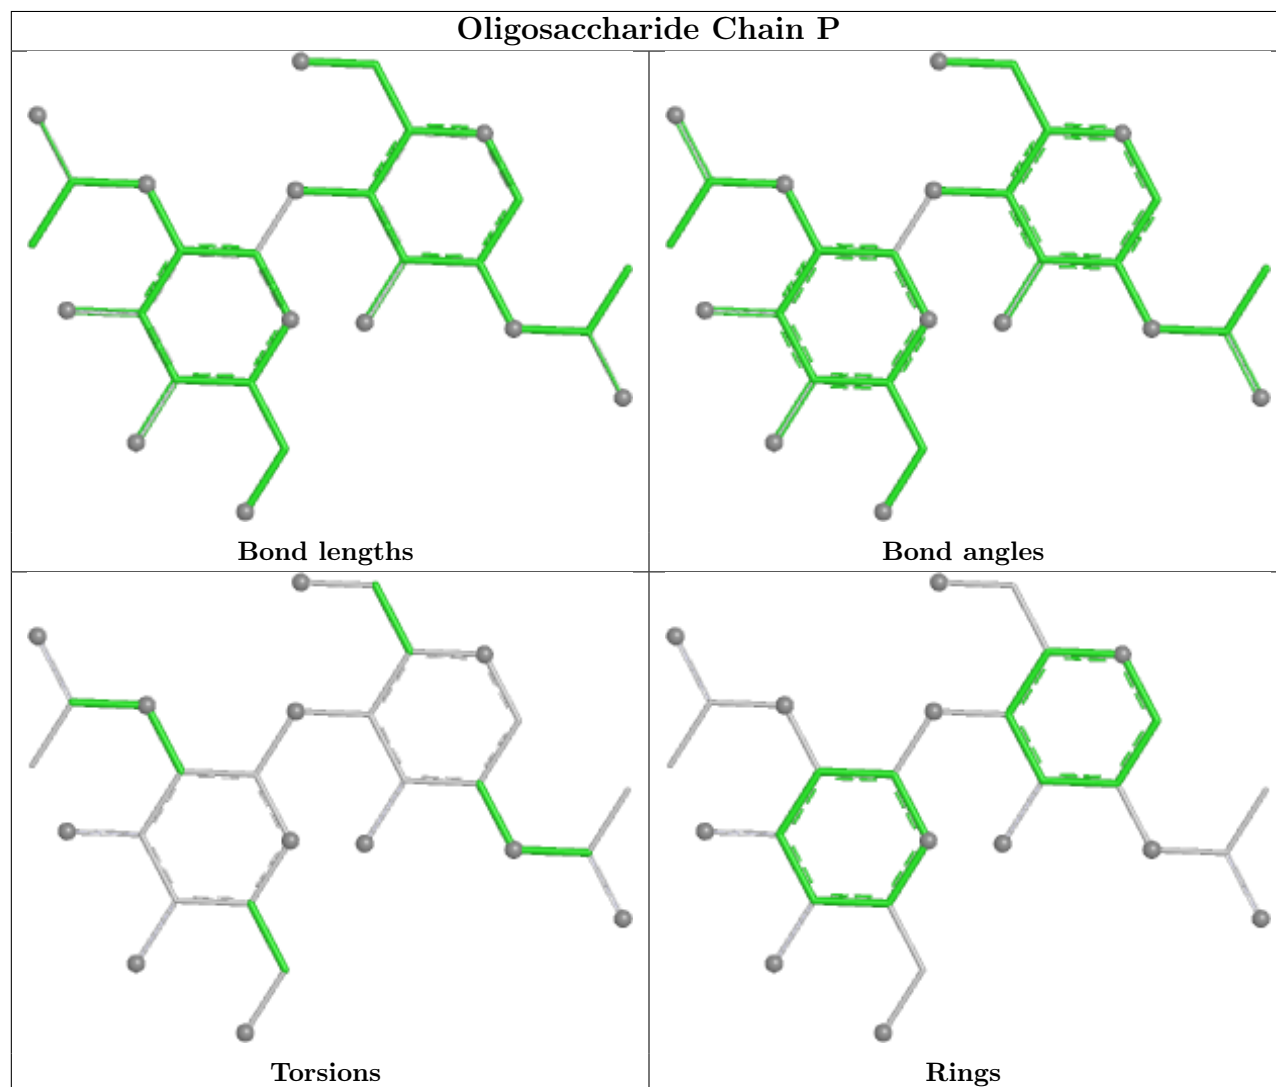 Oligosaccharide Chain P
Bond lengths
Bond angles
Torsions
Rings